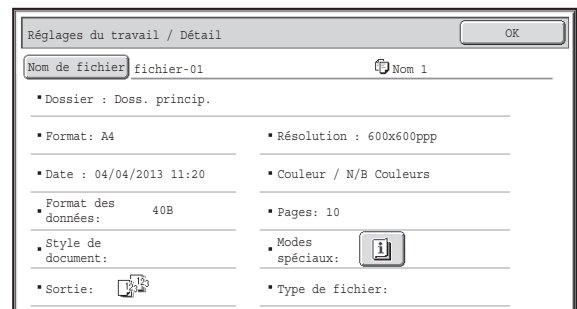 Réglages du travail / Détail
OK
Nom de fichier fichier-01 Nom 1
▪ Dossier : Doss. princip.
▪ Format: A4
▪ Résolution : 600x600ppp
▪ Date : 04/04/2013 11:20
▪ Couleur / N/B Couleurs
▪ Format des
données: 40B
▪ Pages: 10
▪ Style de
document:
▪ Modes
spéciaux:
▪ Sortie: 123 123
▪ Type de fichier: